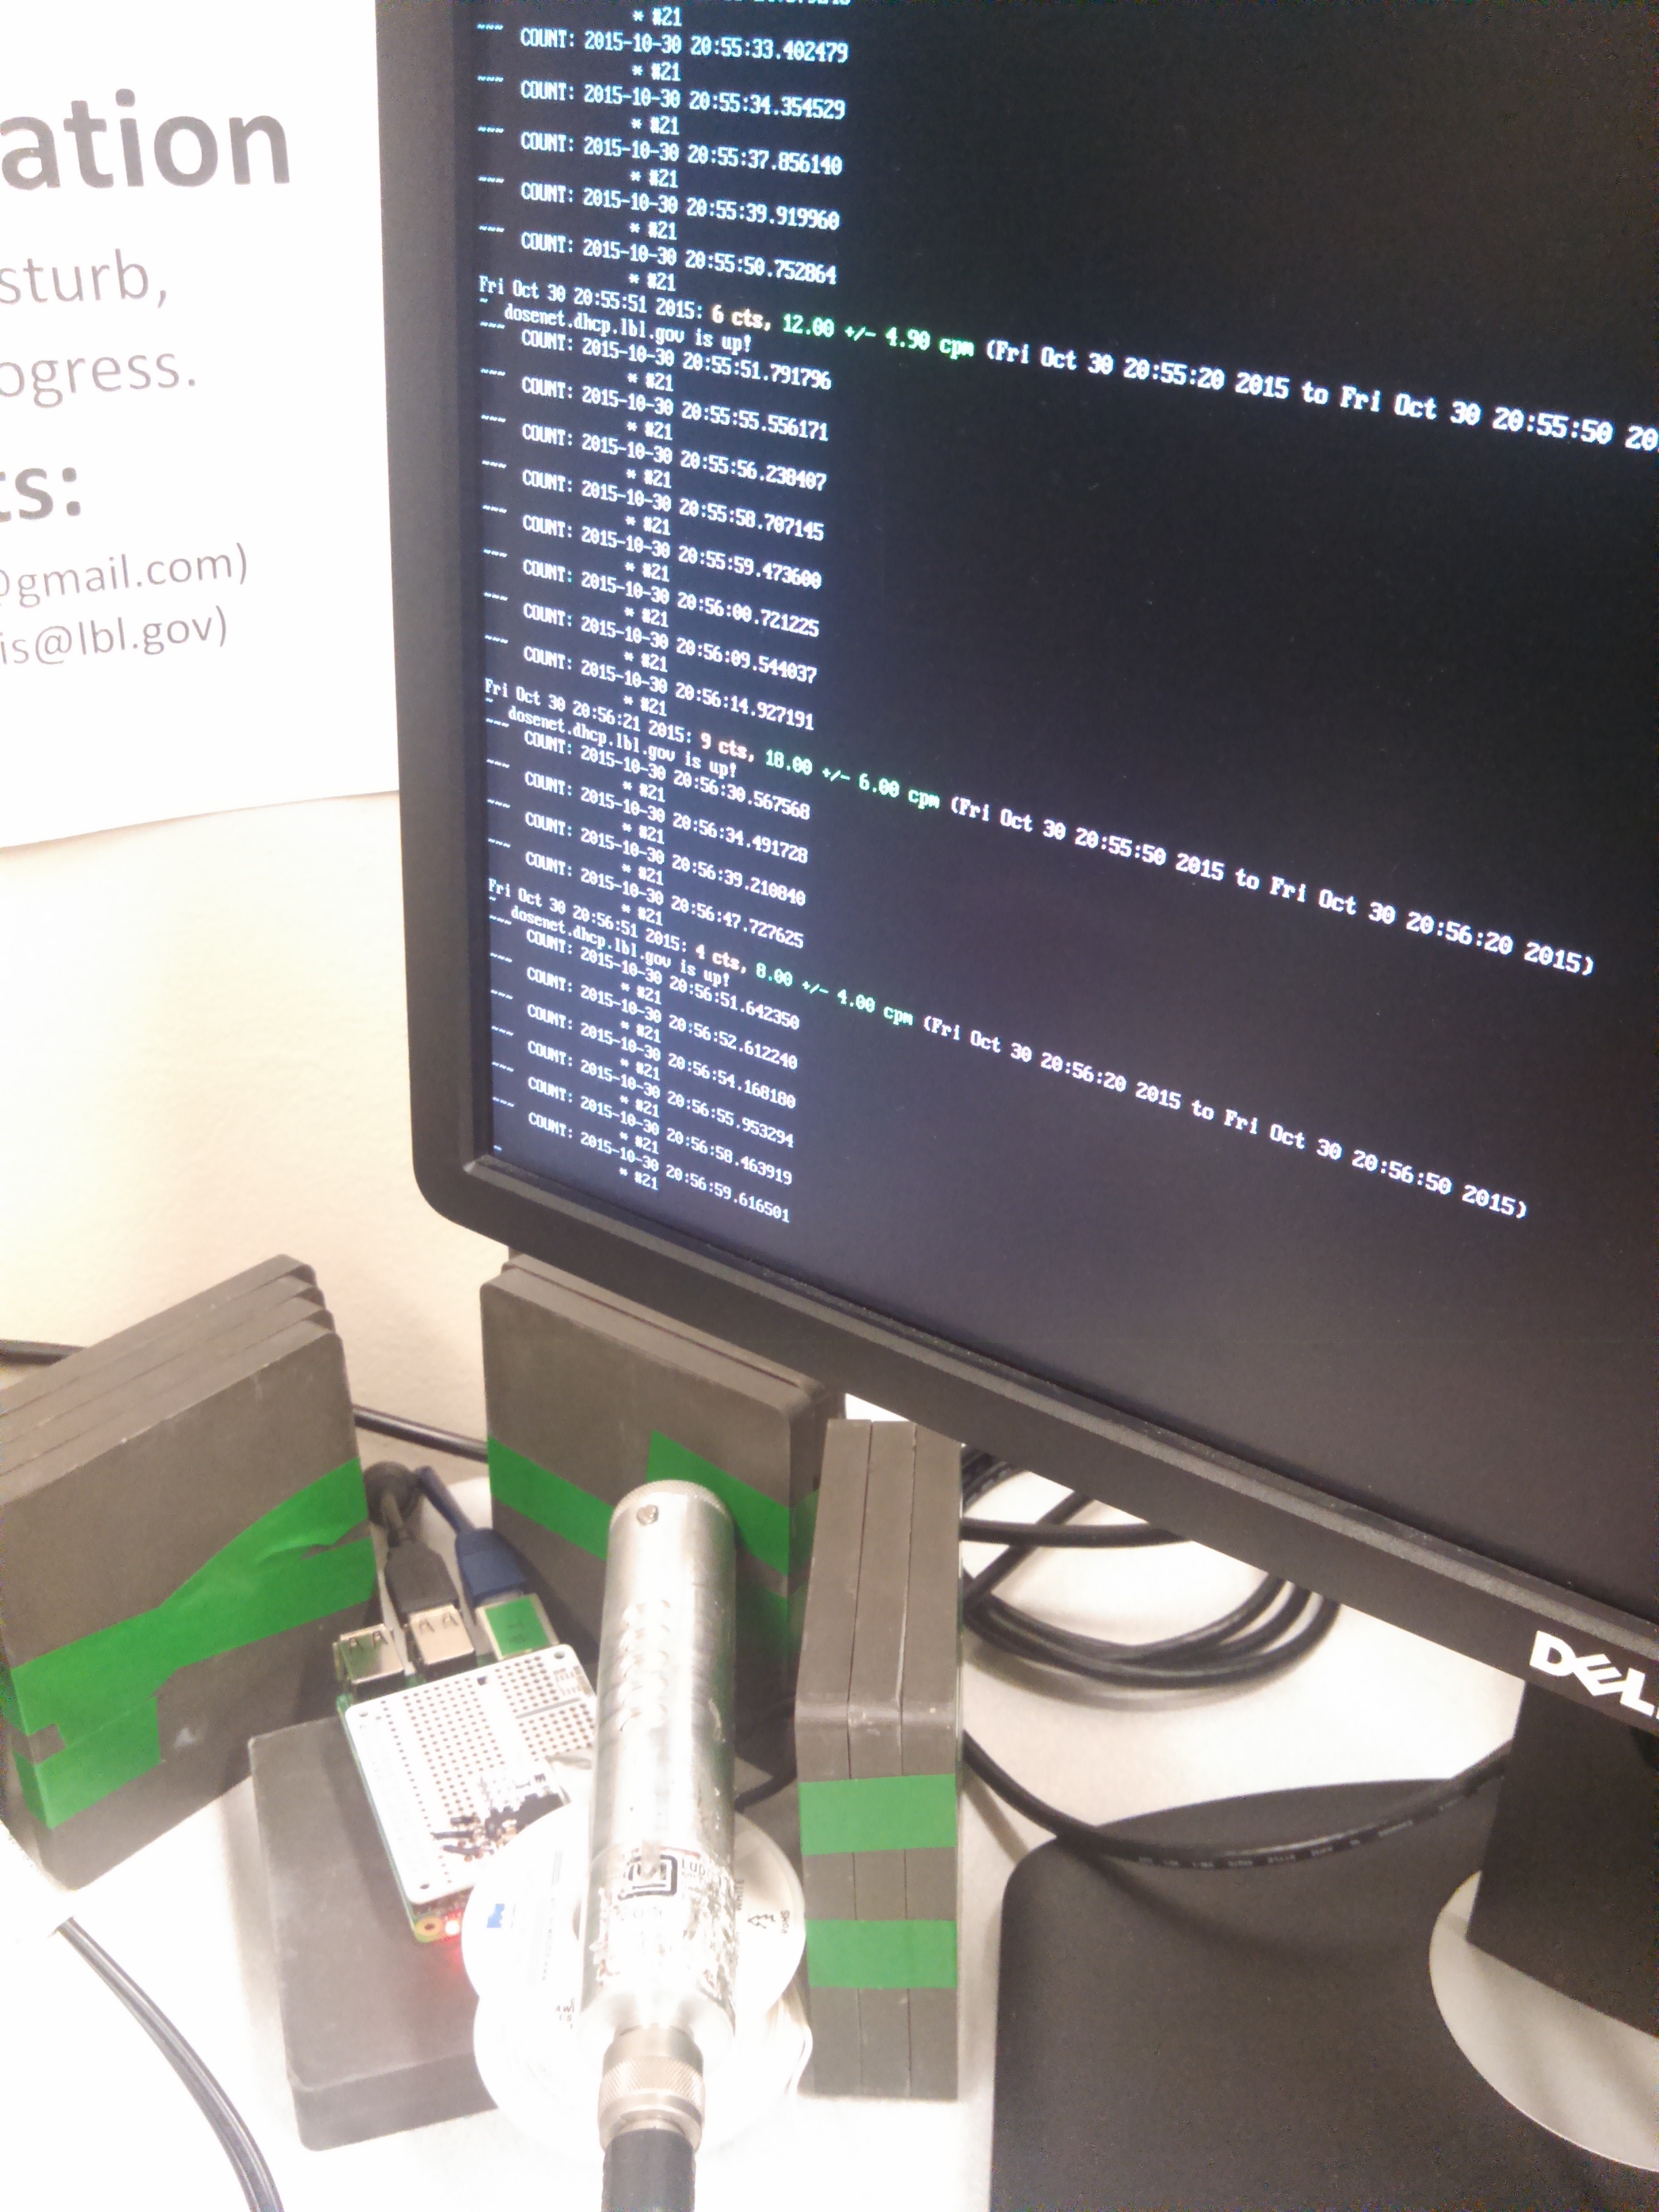 ation
sturb,
ogress.
ts:
@gmail.com)
is@lbl.gov)
* #21
~~~ COUNT: 2015-10-30 20:55:33.402479
* #21
~~~ COUNT: 2015-10-30 20:55:34.354529
* #21
~~~ COUNT: 2015-10-30 20:55:37.856140
* #21
~~~ COUNT: 2015-10-30 20:55:39.919960
* #21
~~~ COUNT: 2015-10-30 20:55:50.752864
* #21
Fri Oct 30 20:55:51 2015: 6 cts, 12.00 +/- 4.90 cpm (Fri Oct 30 20:55:20 2015 to Fri Oct 30 20:55:50 20
~ dosenet.dhcp.lbl.gov is up!
~~~ COUNT: 2015-10-30 20:55:51.791796
* #21
~~~ COUNT: 2015-10-30 20:55:55.556171
* #21
~~~ COUNT: 2015-10-30 20:55:56.238407
* #21
~~~ COUNT: 2015-10-30 20:55:58.707145
* #21
~~~ COUNT: 2015-10-30 20:55:59.473600
* #21
~~~ COUNT: 2015-10-30 20:56:00.721225
* #21
~~~ COUNT: 2015-10-30 20:56:09.544037
* #21
~~~ COUNT: 2015-10-30 20:56:14.927191
* #21
Fri Oct 30 20:56:21 2015: 9 cts, 18.00 +/- 6.00 cpm (Fri Oct 30 20:55:50 2015 to Fri Oct 30 20:56:20 2015)
~ dosenet.dhcp.lbl.gov is up!
~~~ COUNT: 2015-10-30 20:56:30.567568
* #21
~~~ COUNT: 2015-10-30 20:56:34.491728
* #21
~~~ COUNT: 2015-10-30 20:56:39.210840
* #21
~~~ COUNT: 2015-10-30 20:56:47.727625
* #21
Fri Oct 30 20:56:51 2015: 4 cts, 8.00 +/- 4.00 cpm (Fri Oct 30 20:56:20 2015 to Fri Oct 30 20:56:50 2015)
~ dosenet.dhcp.lbl.gov is up!
~~~ COUNT: 2015-10-30 20:56:51.642350
* #21
~~~ COUNT: 2015-10-30 20:56:52.612240
* #21
~~~ COUNT: 2015-10-30 20:56:54.168180
* #21
~~~ COUNT: 2015-10-30 20:56:55.953294
* #21
~~~ COUNT: 2015-10-30 20:56:58.463919
* #21
~~~ COUNT: 2015-10-30 20:56:59.616501
* #21
DELL